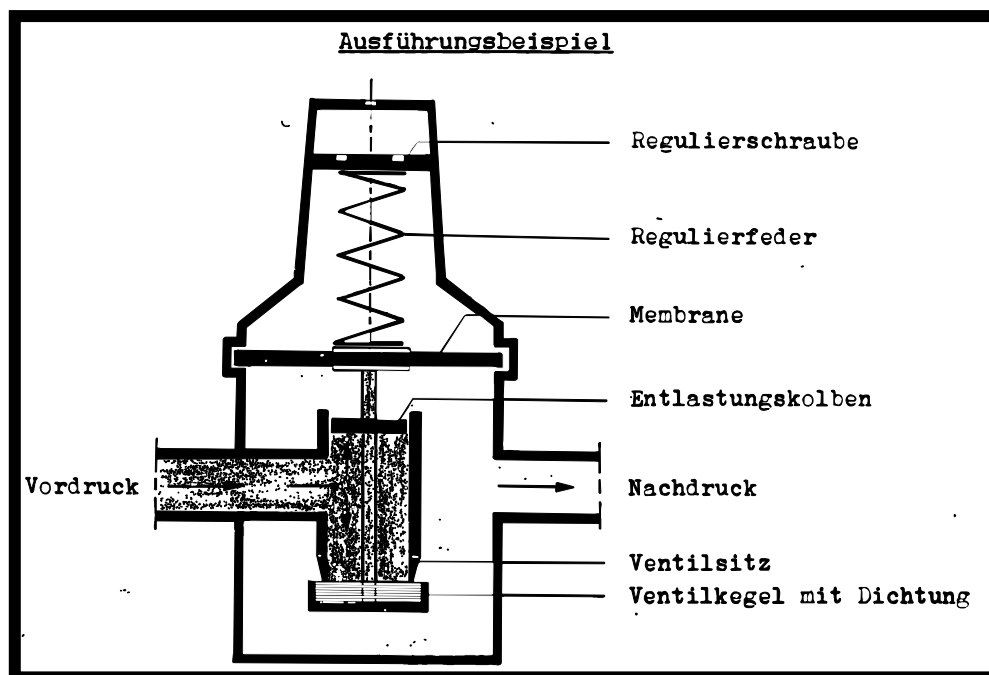 Ausführungsbeispiel
Regulierschraube
Regulierfeder
Membrane
Entlastungskolben
Vordruck
Nachdruck
Ventilsitz
Ventilkegel mit Dichtung